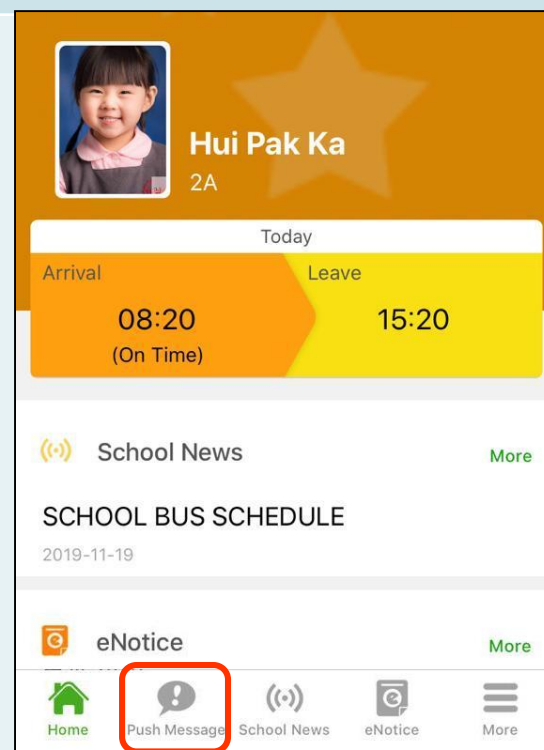 Hui Pak Ka
2A
Today
Arrival
Leave
08:20
15:20
(On Time)
School News
More
SCHOOL BUS SCHEDULE
2019-11-19
eNotice
More
Home
Push Message
School News
eNotice
More